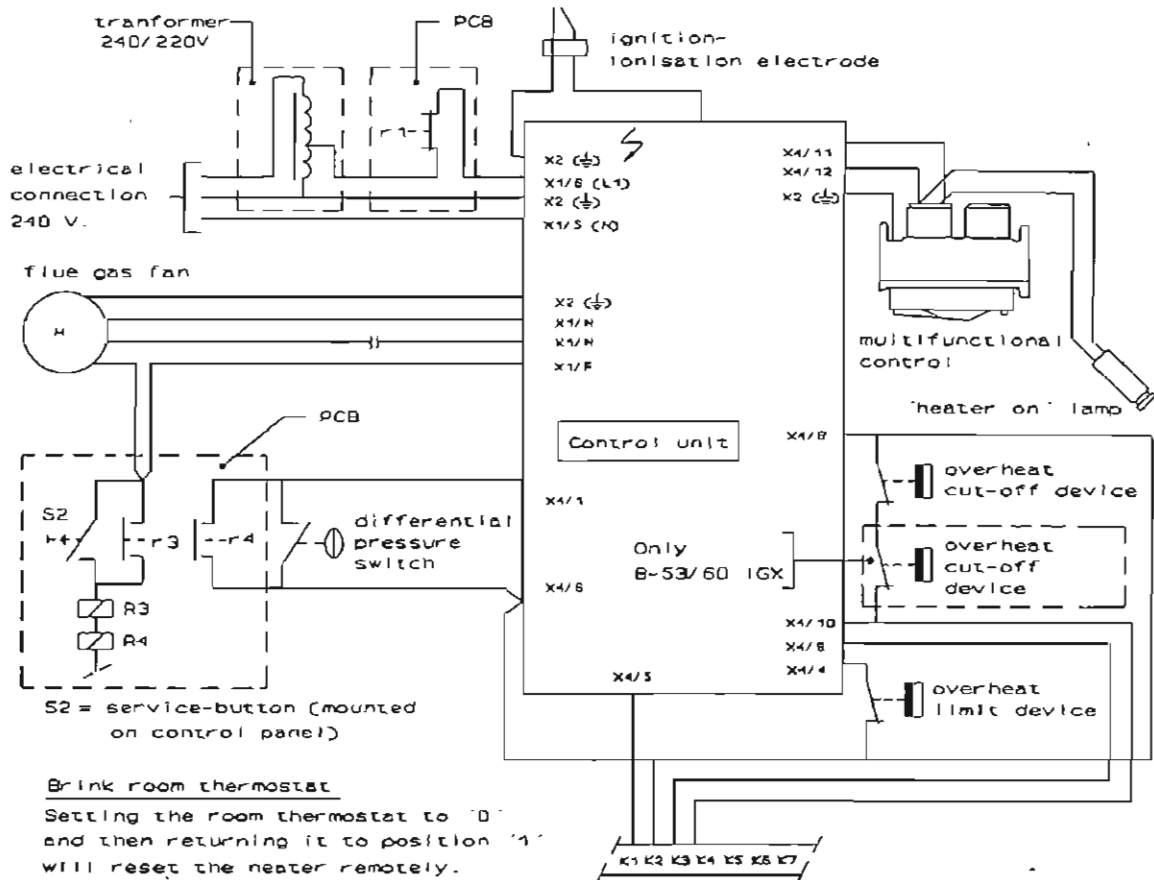 tranformer
240/220V
PCB
ignition-
ionisation electrode
electrical
connection
240 V.
r1
X2
X1/6 (L1)
X2
X1/5 (N)
X4/11
X4/12
X2
flue gas fan
M
X2
X1/N
X1/N
X1/F
multifunctional
control
'heater on' lamp
PCB
Control unit
X4/8
overheat
cut-off device
S2
r3
r4
X4/1
differential
pressure
switch
Only
B-53/60 IGX
overheat
cut-off
device
X4/6
R3
R4
X4/10
X4/9
X4/4
X4/3
overheat
limit device
S2 = service-button (mounted
on control panel)
Brink room thermostat
Setting the room thermostat to '0'
and then returning it to position '1'
will reset the heater remotely.
K1 K2 K3 K4 K5 K6 K7